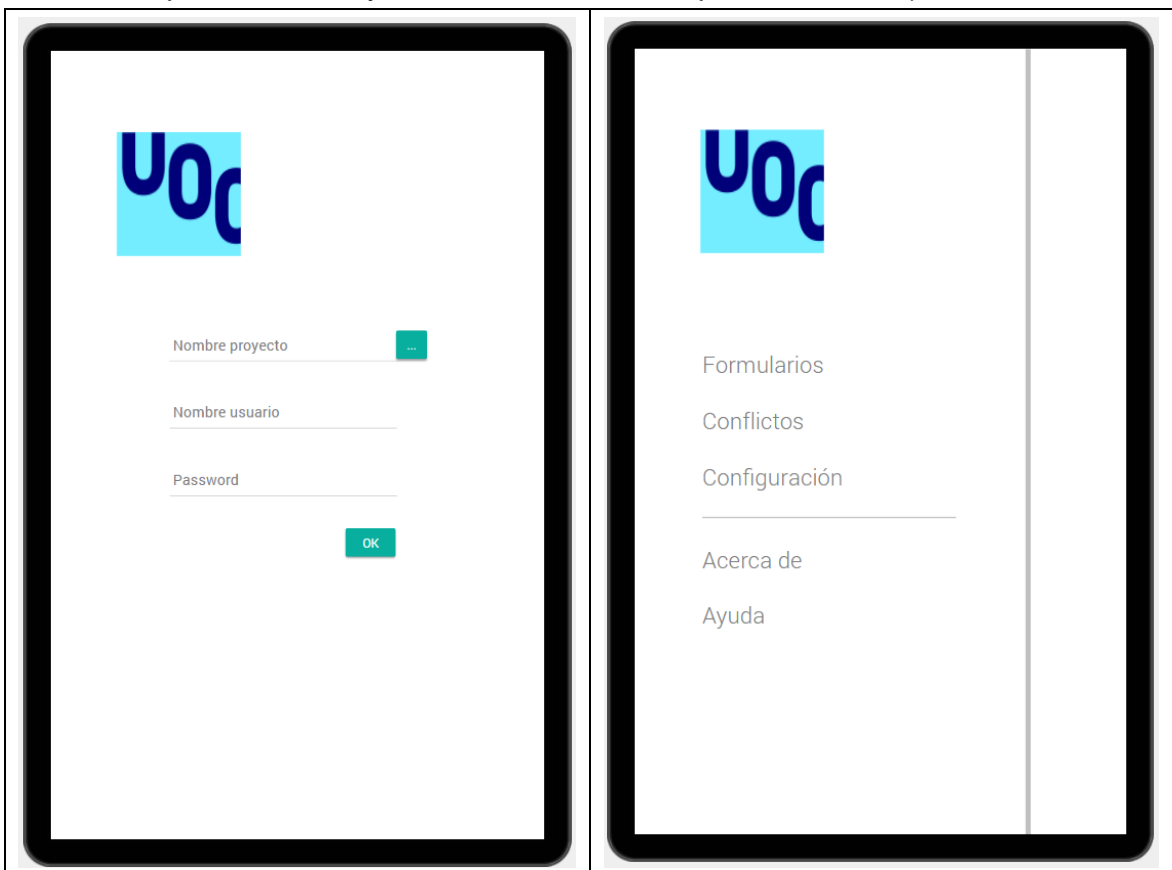 UOC
Nombre proyecto
...
Nombre usuario
Password
OK
UOC
Formularios
Conflictos
Configuración
Acerca de
Ayuda